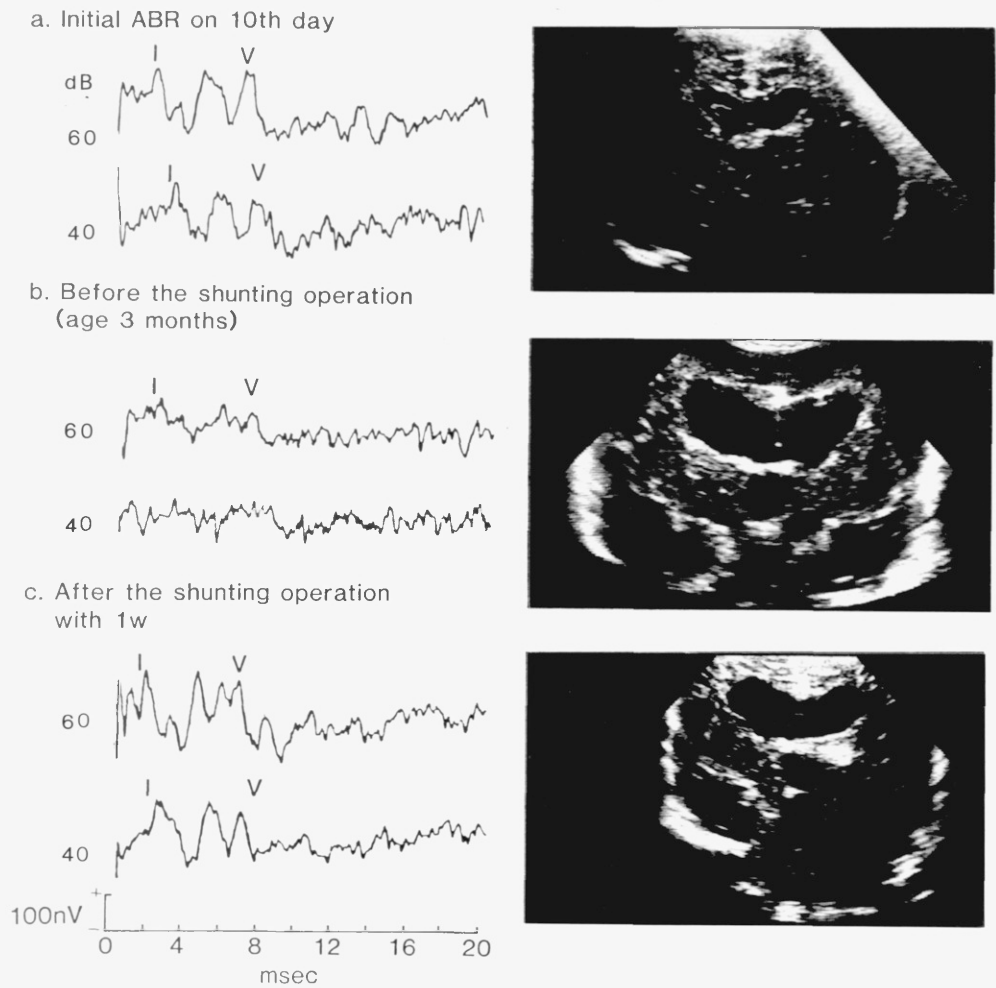 a. Initial ABR on 10th day
I V
dB
60
I V
40
b. Before the shunting operation
(age 3 months)
I V
60
40
c. After the shunting operation
with 1w
I V
60
I V
40
+
100nV
−
0 4 8 12 16 20
msec